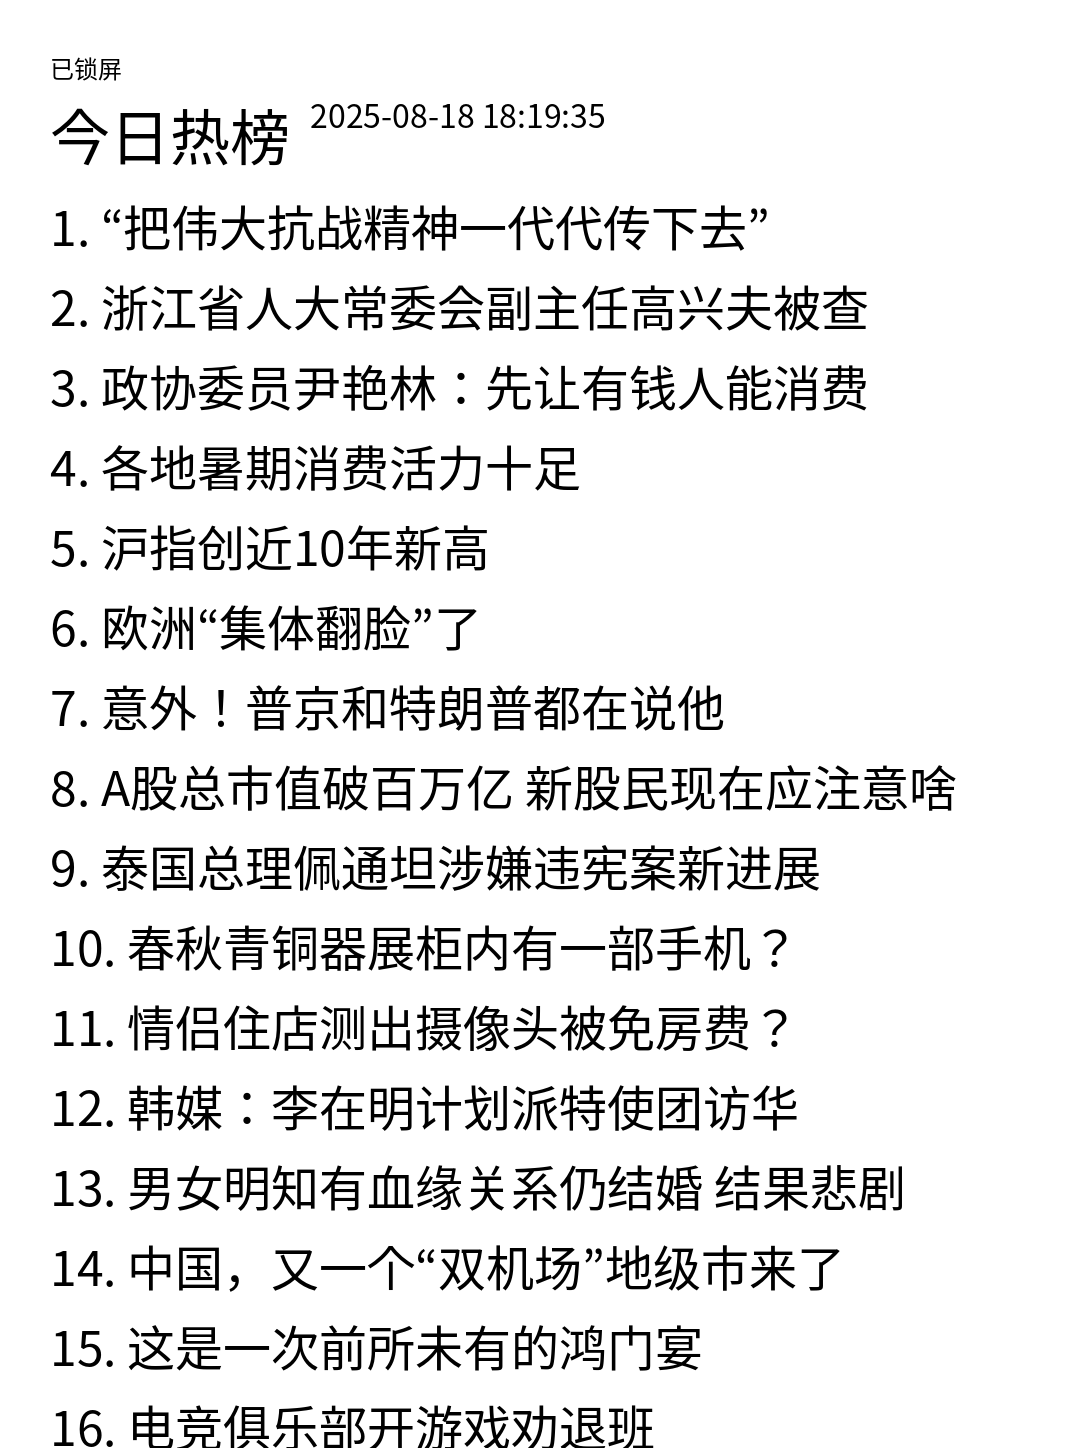 已锁屏
今日热榜 2025-08-18 18:19:35
1. “把伟大抗战精神一代代传下去”
2. 浙江省人大常委会副主任高兴夫被查
3. 政协委员尹艳林：先让有钱人能消费
4. 各地暑期消费活力十足
5. 沪指创近10年新高
6. 欧洲“集体翻脸”了
7. 意外！普京和特朗普都在说他
8. A股总市值破百万亿 新股民现在应注意啥
9. 泰国总理佩通坦涉嫌违宪案新进展
10. 春秋青铜器展柜内有一部手机？
11. 情侣住店测出摄像头被免房费？
12. 韩媒：李在明计划派特使团访华
13. 男女明知有血缘关系仍结婚 结果悲剧
14. 中国，又一个“双机场”地级市来了
15. 这是一次前所未有的鸿门宴
16. 电竞俱乐部开游戏劝退班